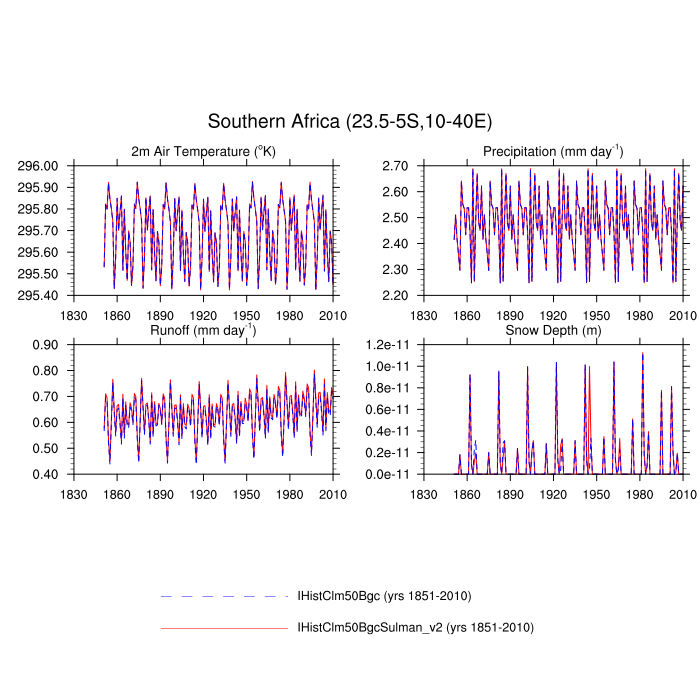 Southern Africa (23.5-5S,10-40E)
2m Air Temperature (°K)
296.00
295.90
295.80
295.70
295.60
295.50
295.40
1830 1860 1890 1920 1950 1980 2010
Precipitation (mm day⁻¹)
2.70
2.60
2.50
2.40
2.30
2.20
1830 1860 1890 1920 1950 1980 2010
Runoff (mm day⁻¹)
0.90
0.80
0.70
0.60
0.50
0.40
1830 1860 1890 1920 1950 1980 2010
Snow Depth (m)
1.2e-11
1.0e-11
0.8e-11
0.6e-11
0.4e-11
0.2e-11
0.0e-11
1830 1860 1890 1920 1950 1980 2010
IHistClm50Bgc (yrs 1851-2010)
IHistClm50BgcSulman_v2 (yrs 1851-2010)